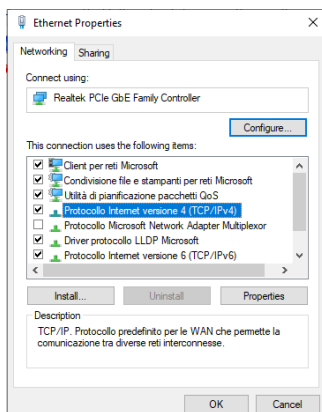 Ethernet Properties
Networking
Sharing
Connect using:
Realtek PCIe GbE Family Controller
Configure...
This connection uses the following items:
Client per reti Microsoft
Condivisione file e stampanti per reti Microsoft
Utilità di pianificazione pacchetti QoS
Protocollo Internet versione 4 (TCP/IPv4)
Protocollo Microsoft Network Adapter Multiplexor
Driver protocollo LLDP Microsoft
Protocollo Internet versione 6 (TCP/IPv6)
Install...
Uninstall
Properties
Description
TCP/IP. Protocollo predefinito per le WAN che permette la
comunicazione tra diverse reti interconnesse.
OK
Cancel